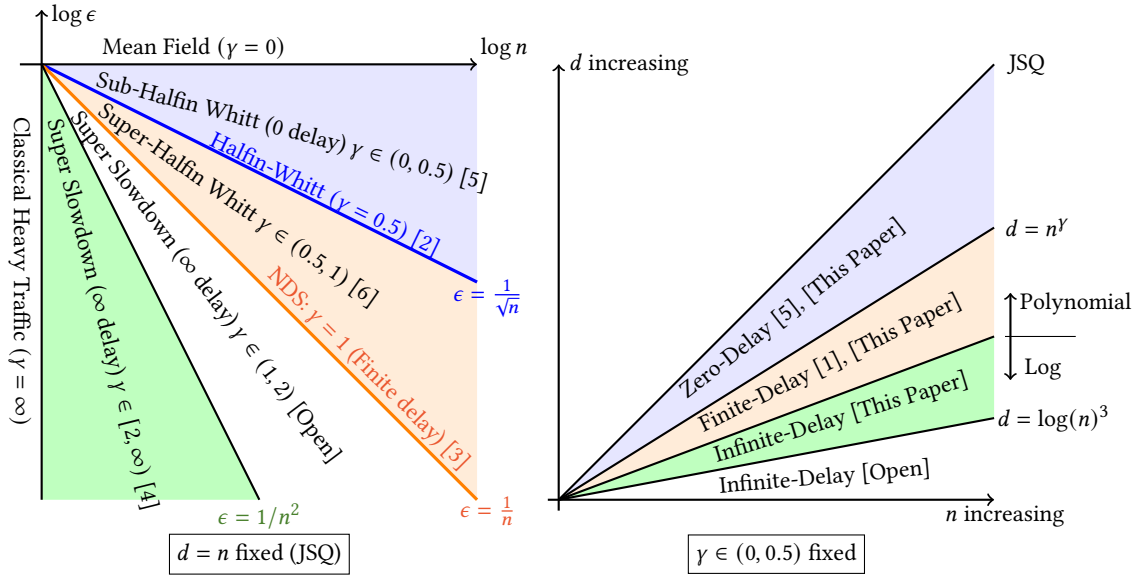 log ϵ
Mean Field (γ = 0)
log n
Sub-Halfin Whitt (0 delay) γ ∈ (0, 0.5) [5]
Halfin-Whitt (γ = 0.5) [2]
Super-Halfin Whitt γ ∈ (0.5, 1) [6]
NDS: γ = 1 (Finite delay) [3]
Super Slowdown (∞ delay) γ ∈ (1, 2) [Open]
Super Slowdown (∞ delay) γ ∈ [2, ∞) [4]
Classical Heavy Traffic (γ = ∞)
ϵ = 1/√n
ϵ = 1/n
ϵ = 1/n²
d = n fixed (JSQ)
d increasing
JSQ
Zero-Delay [5], [This Paper]
d = n^γ
Finite-Delay [1], [This Paper]
Polynomial
Log
Infinite-Delay [This Paper]
d = log(n)³
Infinite-Delay [Open]
n increasing
γ ∈ (0, 0.5) fixed